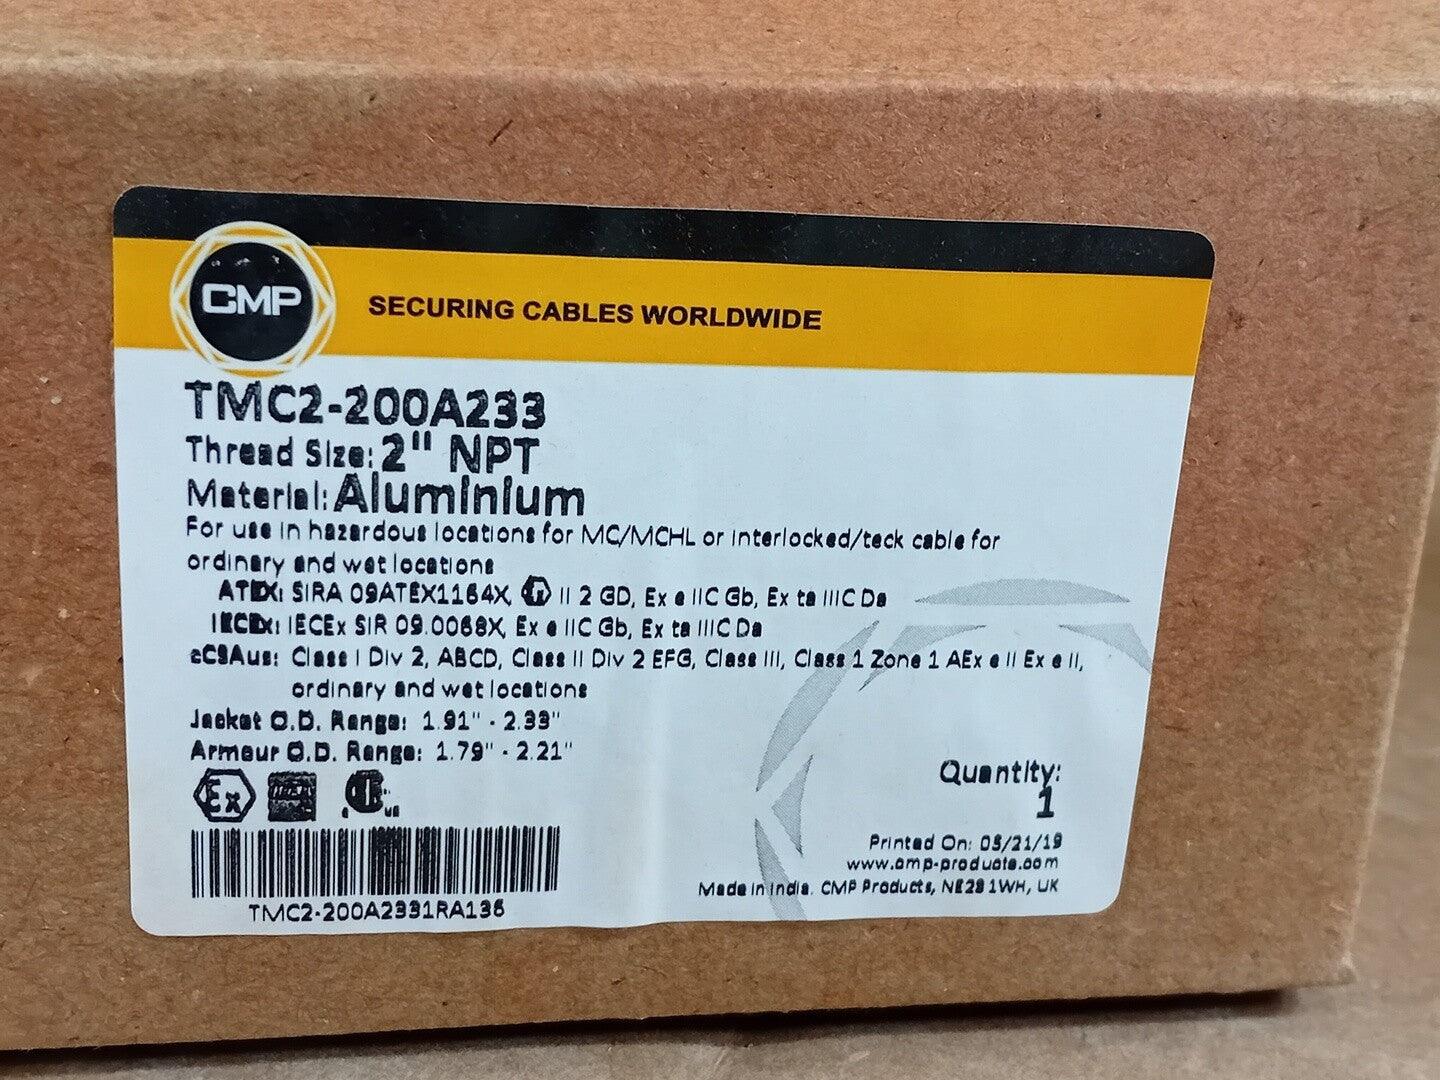 CMP
SECURING CABLES WORLDWIDE
TMC2-200A233
Thread Size: 2" NPT
Material: Aluminium
For use in hazardous locations for MC/MCHL or interlocked/teck cable for
ordinary and wet locations
ATEX: SIRA 09ATEX1164X, Ex II 2 GD, Ex e IIC Gb, Ex ta IIIC Da
IECEx: IECEx SIR 09.0068X, Ex e IIC Gb, Ex ta IIIC Da
cCSAus: Class I Div 2, ABCD, Class II Div 2 EFG, Class III, Class 1 Zone 1 AEx e II Ex e II,
ordinary and wet locations
Jacket O.D. Range: 1.91" - 2.33"
Armour O.D. Range: 1.79" - 2.21"
Ex
c us
Quantity:
1
TMC2-200A2331RA136
Printed On: 05/21/19
www.cmp-products.com
Made in India. CMP Products, NE23 1WH, UK